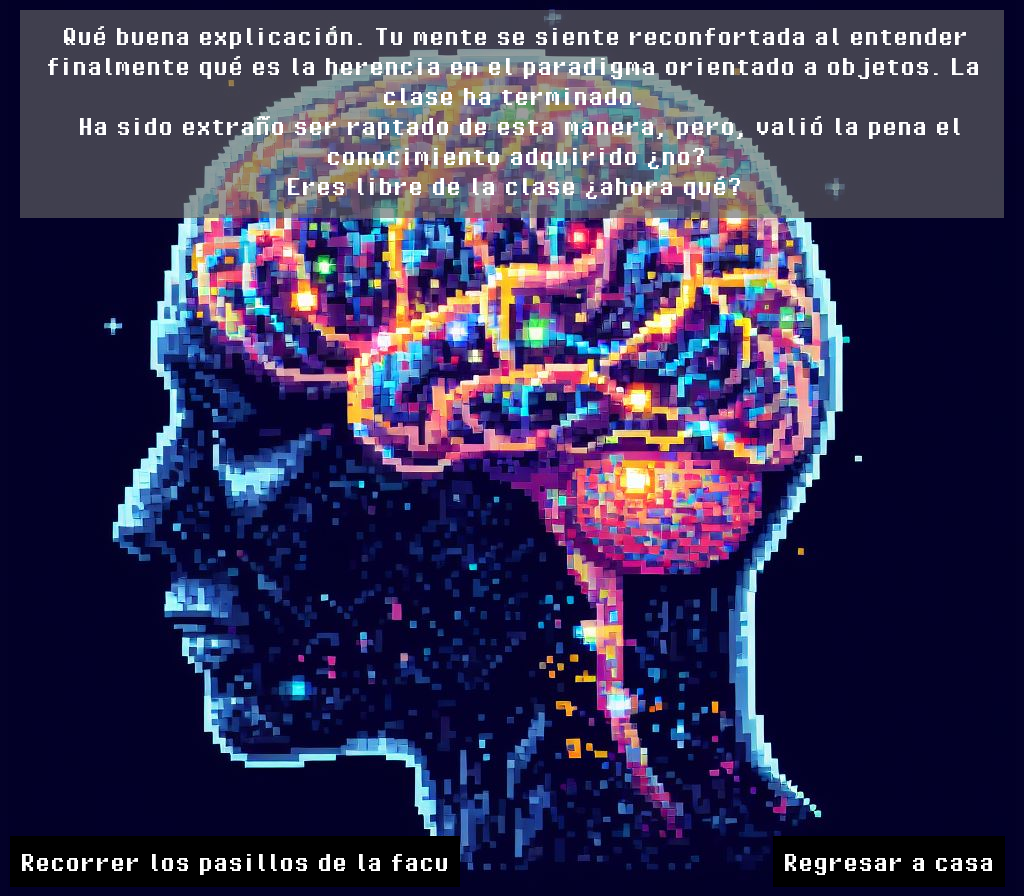 Qué buena explicación. Tu mente se siente reconfortada al entender
finalmente qué es la herencia en el paradigma orientado a objetos. La
clase ha terminado.
Ha sido extraño ser raptado de esta manera, pero, valió la pena el
conocimiento adquirido ¿no?
Eres libre de la clase ¿ahora qué?
Recorrer los pasillos de la facu
Regresar a casa